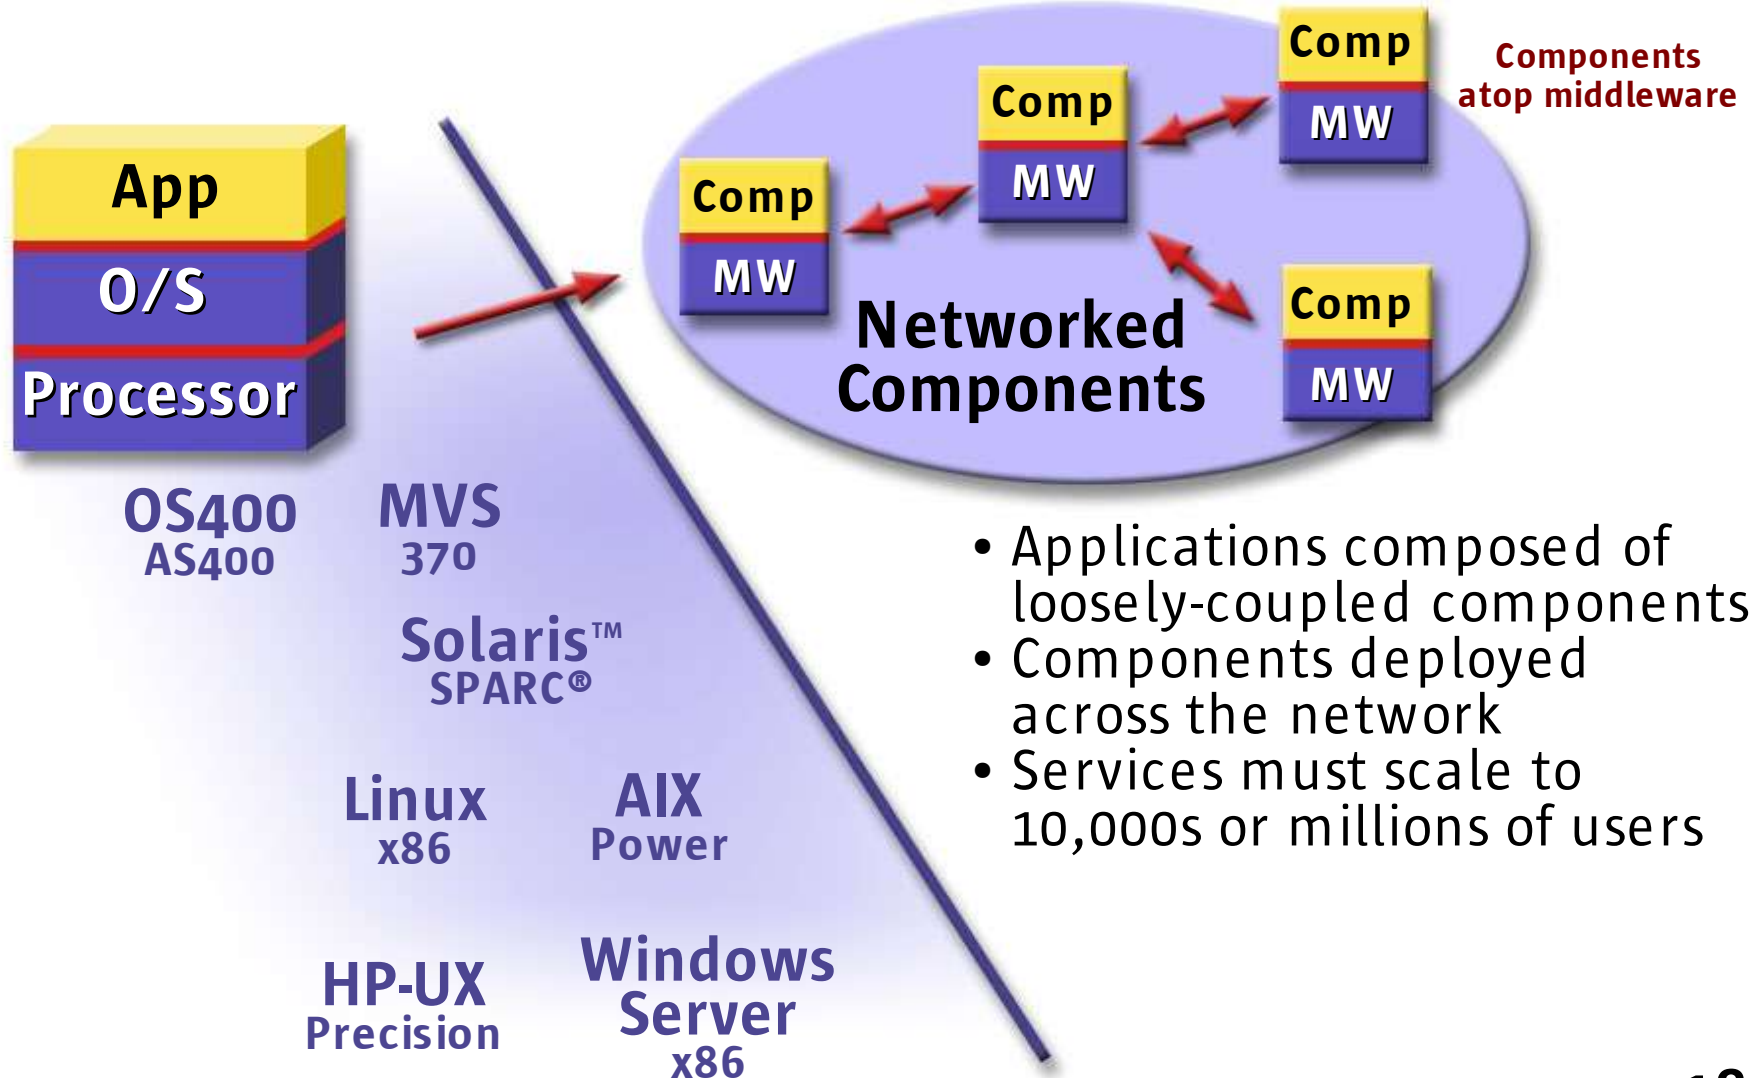 App
O/S
Processor
Comp
MW
Comp
MW
Comp
MW
Comp
MW
Components
atop middleware
Networked
Components
OS400
AS400
MVS
370
Solaris™
SPARC®
Linux
x86
AIX
Power
HP-UX
Precision
Windows
Server
x86
• Applications composed of
loosely-coupled components
• Components deployed
across the network
• Services must scale to
10,000s or millions of users